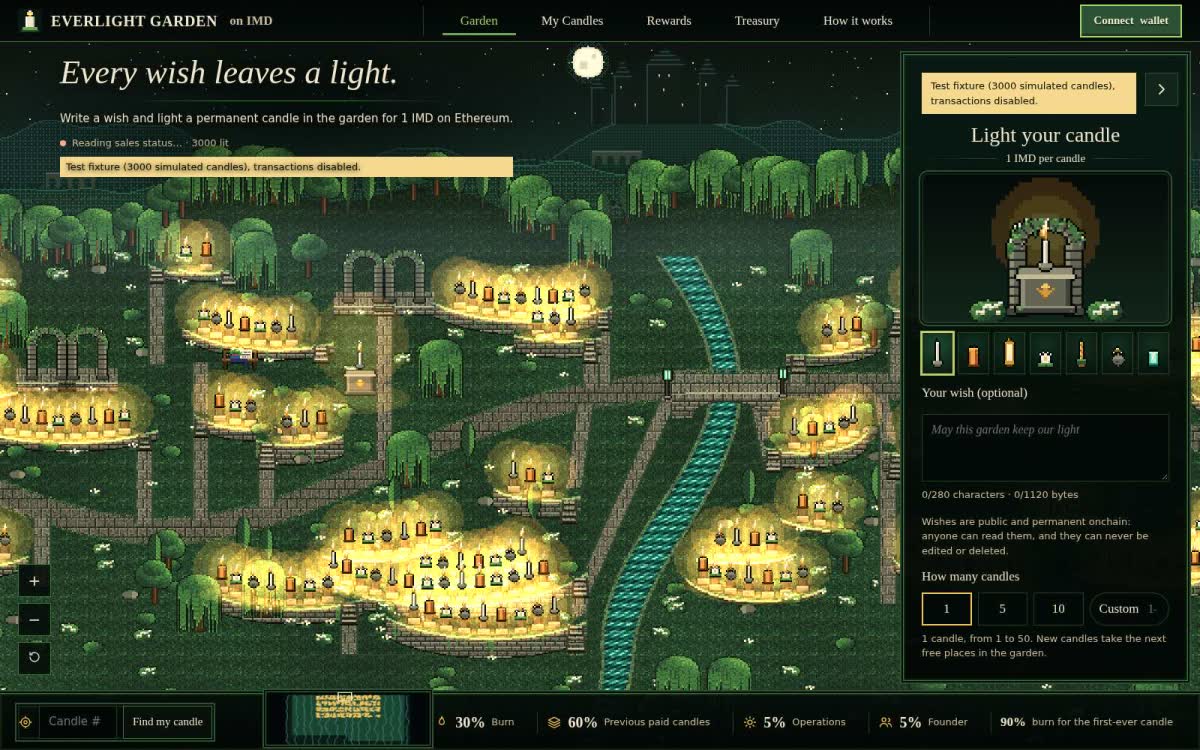 EVERLIGHT GARDEN on IMD
Garden
My Candles
Rewards
Treasury
How it works
Connect wallet
Every wish leaves a light.
Write a wish and light a permanent candle in the garden for 1 IMD on Ethereum.
Reading sales status... · 3000 lit
Test fixture (3000 simulated candles), transactions disabled.
Test fixture (3000 simulated candles),
transactions disabled.
Light your candle
1 IMD per candle
Your wish (optional)
May this garden keep our light
0/280 characters · 0/1120 bytes
Wishes are public and permanent onchain:
anyone can read them, and they can never be
edited or deleted.
How many candles
1
5
10
Custom 1-
1 candle, from 1 to 50. New candles take the next
free places in the garden.
Candle #
Find my candle
30% Burn
60% Previous paid candles
5% Operations
5% Founder
90% burn for the first-ever candle